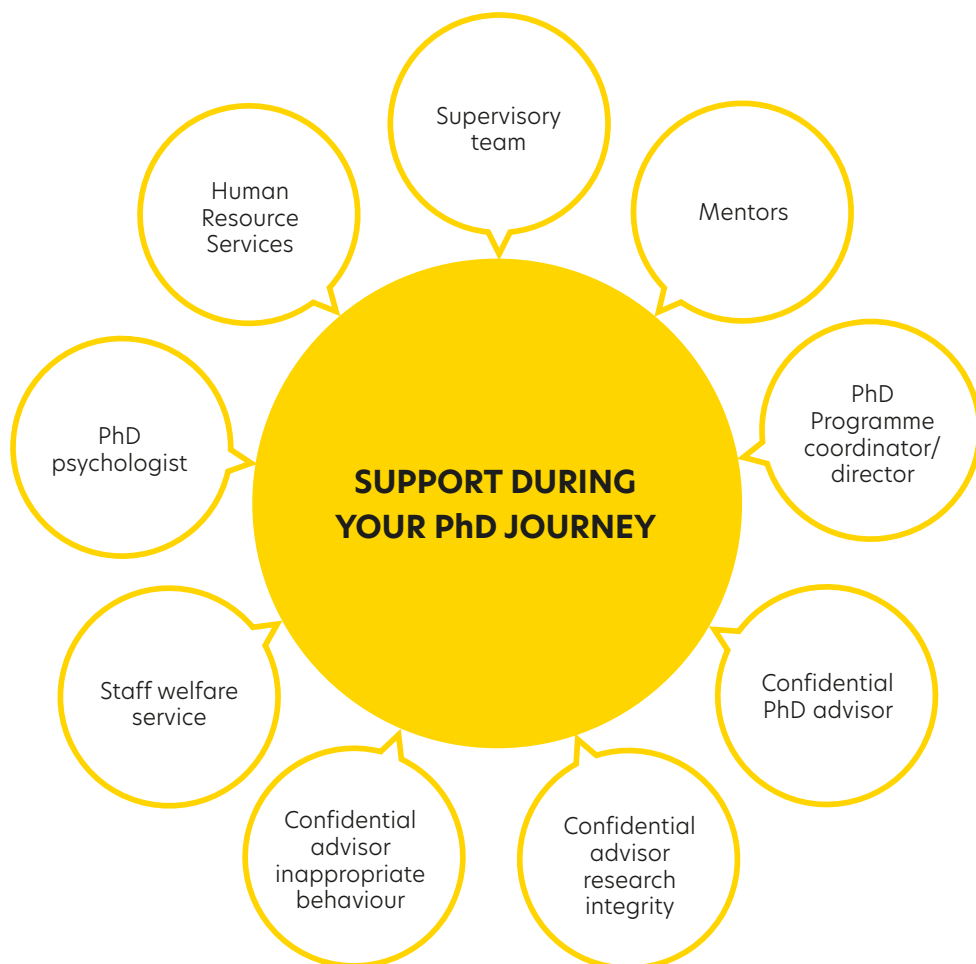 Supervisory
team
Mentors
PhD
Programme
coordinator/
director
Confidential
PhD advisor
Confidential
advisor
research
integrity
Confidential
advisor
inappropriate
behaviour
Staff welfare
service
PhD
psychologist
Human
Resource
Services
SUPPORT DURING
YOUR PhD JOURNEY